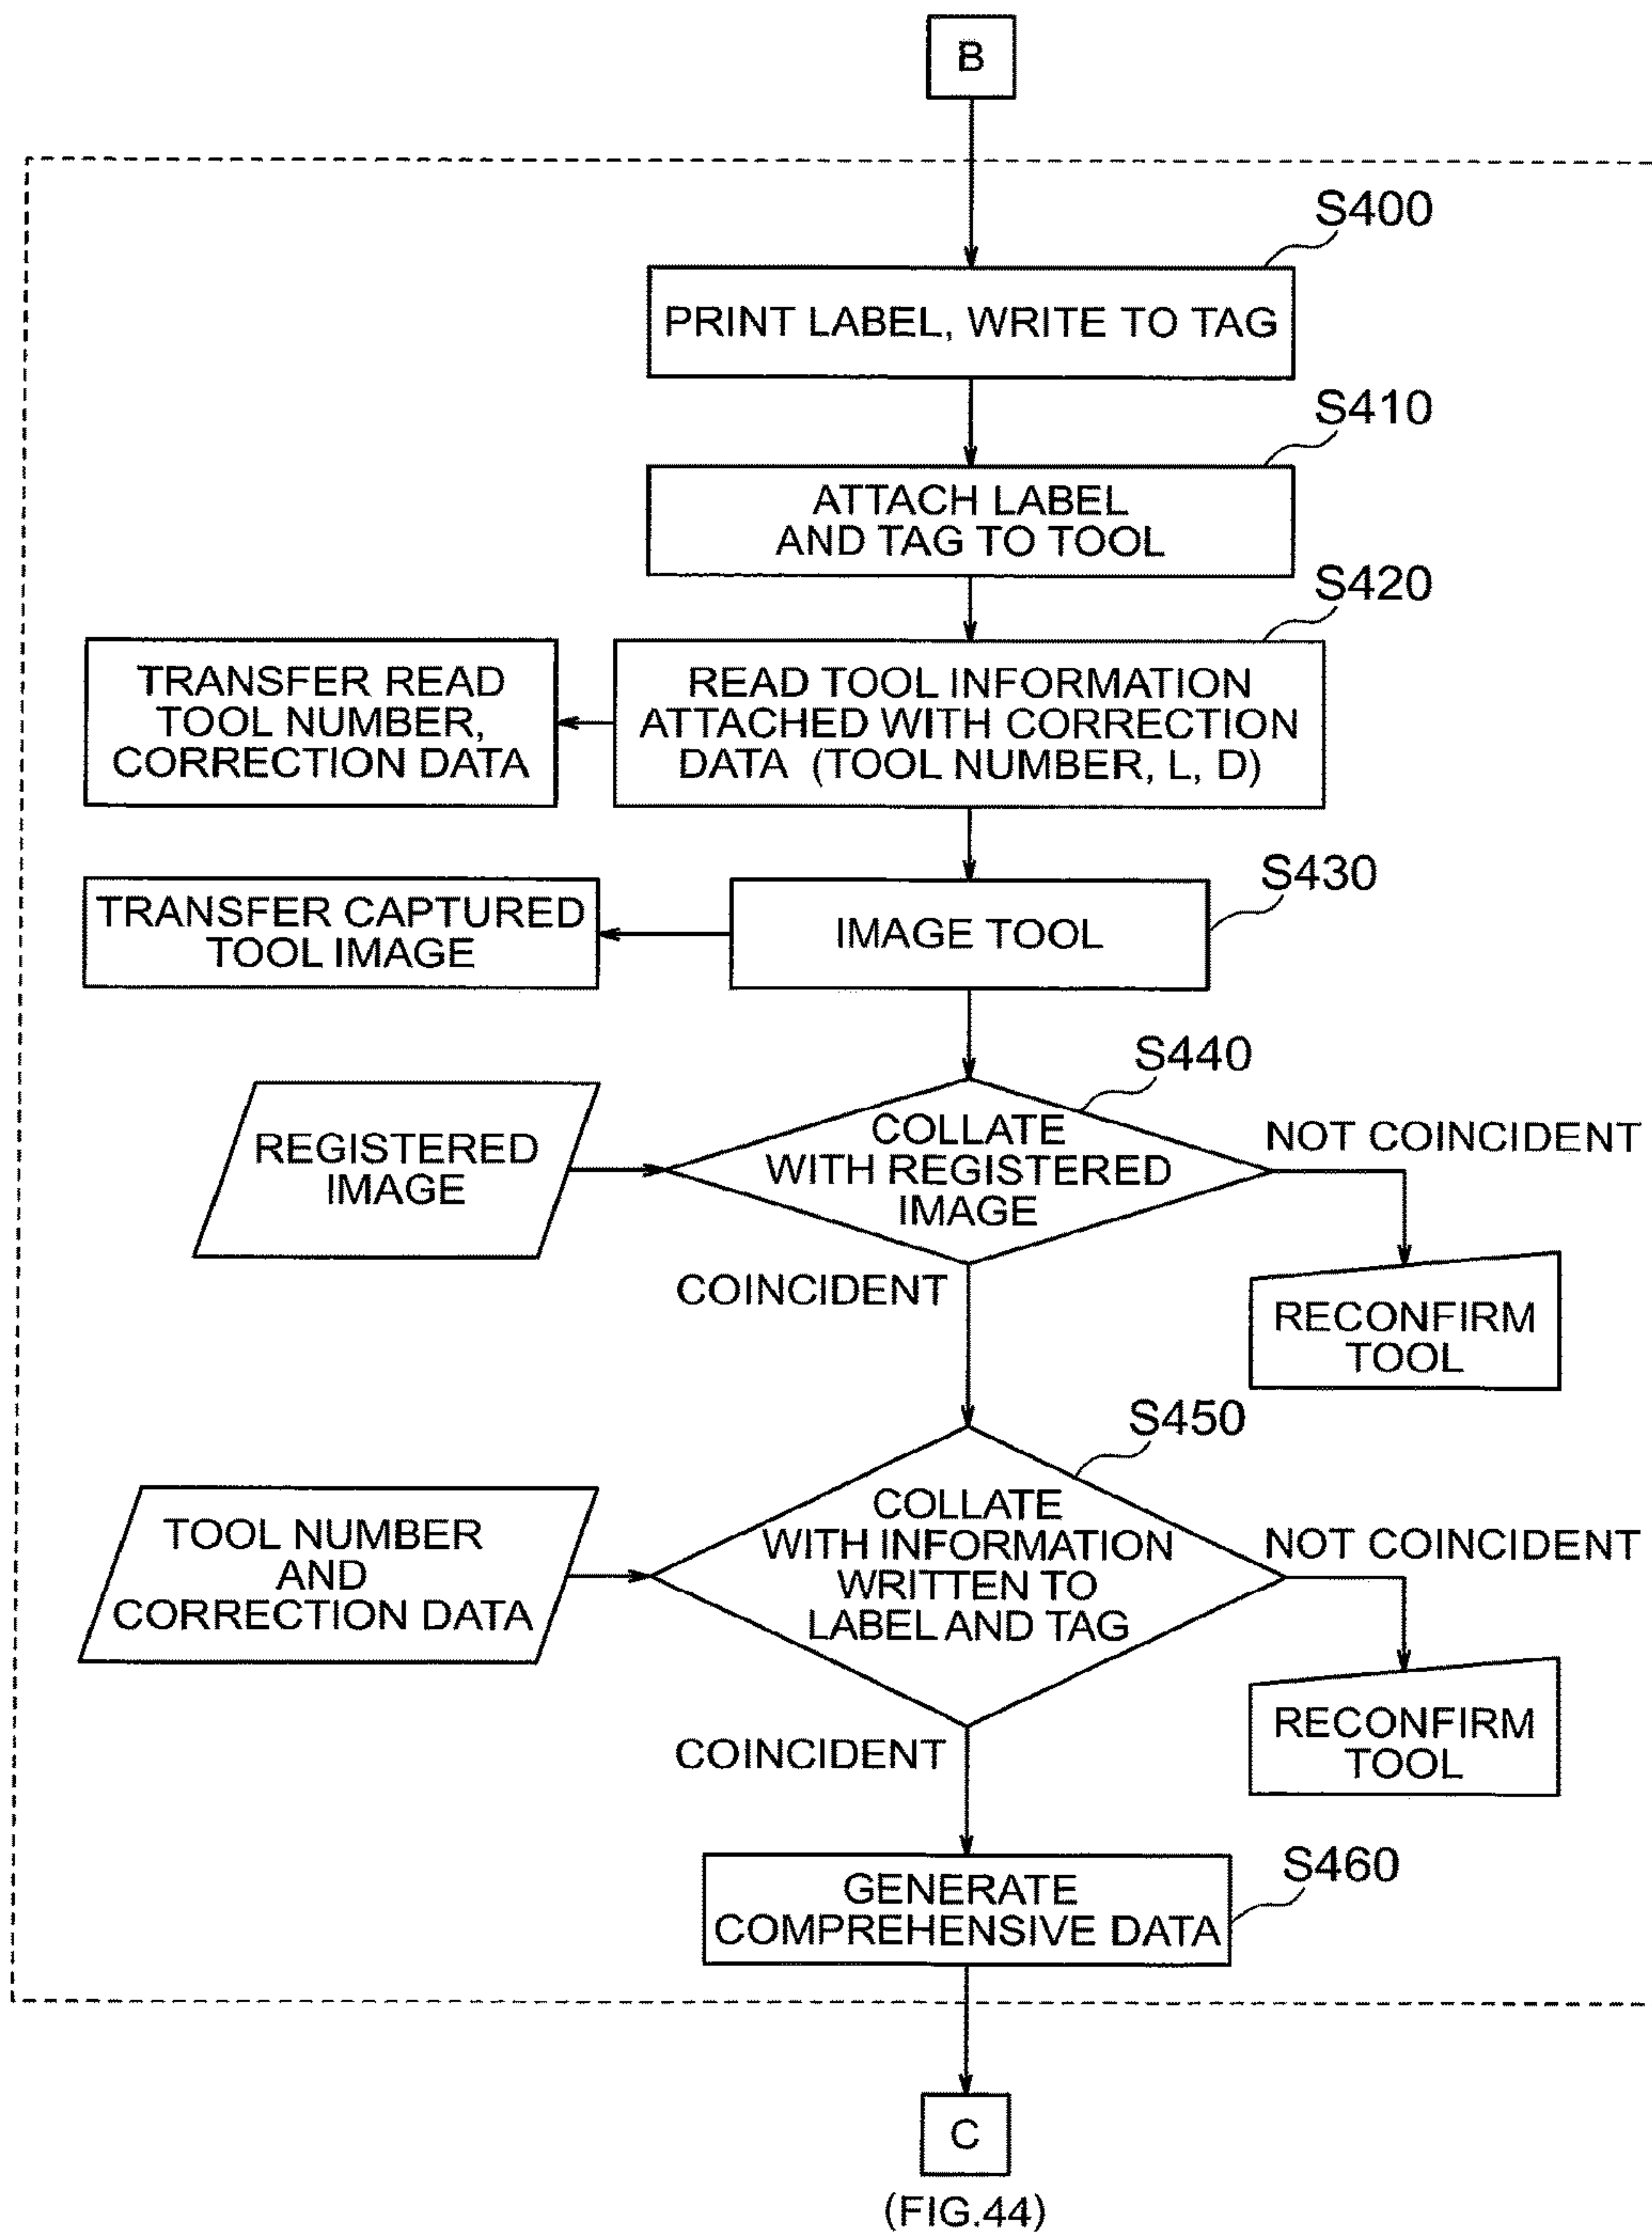 B
S400
PRINT LABEL, WRITE TO TAG
S410
ATTACH LABEL
AND TAG TO TOOL
S420
TRANSFER READ
TOOL NUMBER,
CORRECTION DATA
READ TOOL INFORMATION
ATTACHED WITH CORRECTION
DATA (TOOL NUMBER, L, D)
S430
TRANSFER CAPTURED
TOOL IMAGE
IMAGE TOOL
S440
REGISTERED
IMAGE
COLLATE
WITH REGISTERED
IMAGE
NOT COINCIDENT
COINCIDENT
RECONFIRM
TOOL
S450
TOOL NUMBER
AND
CORRECTION DATA
COLLATE
WITH INFORMATION
WRITTEN TO
LABEL AND TAG
NOT COINCIDENT
COINCIDENT
RECONFIRM
TOOL
S460
GENERATE
COMPREHENSIVE DATA
C
(FIG.44)